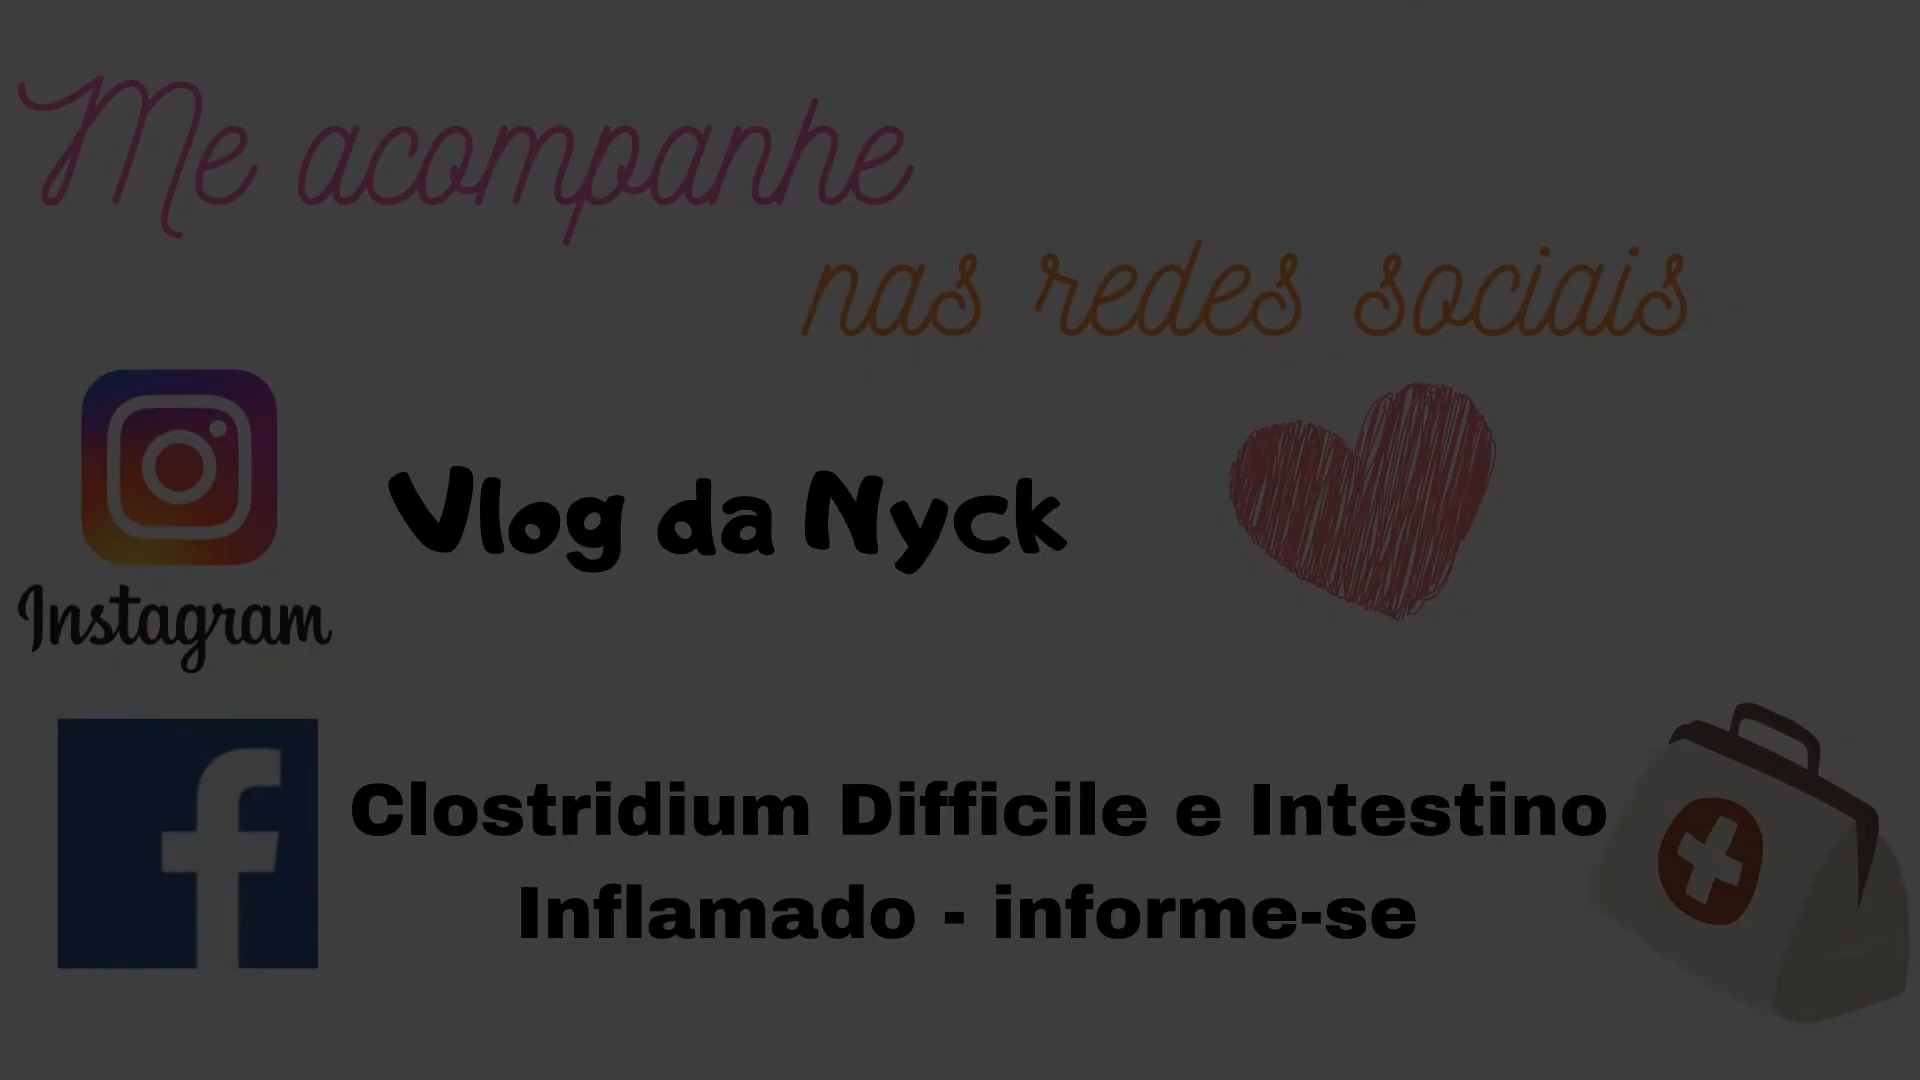 Me acompanhe
nas redes sociais
Vlog da Nyck
Instagram
Clostridium Difficile e Intestino
Inflamado - informe-se